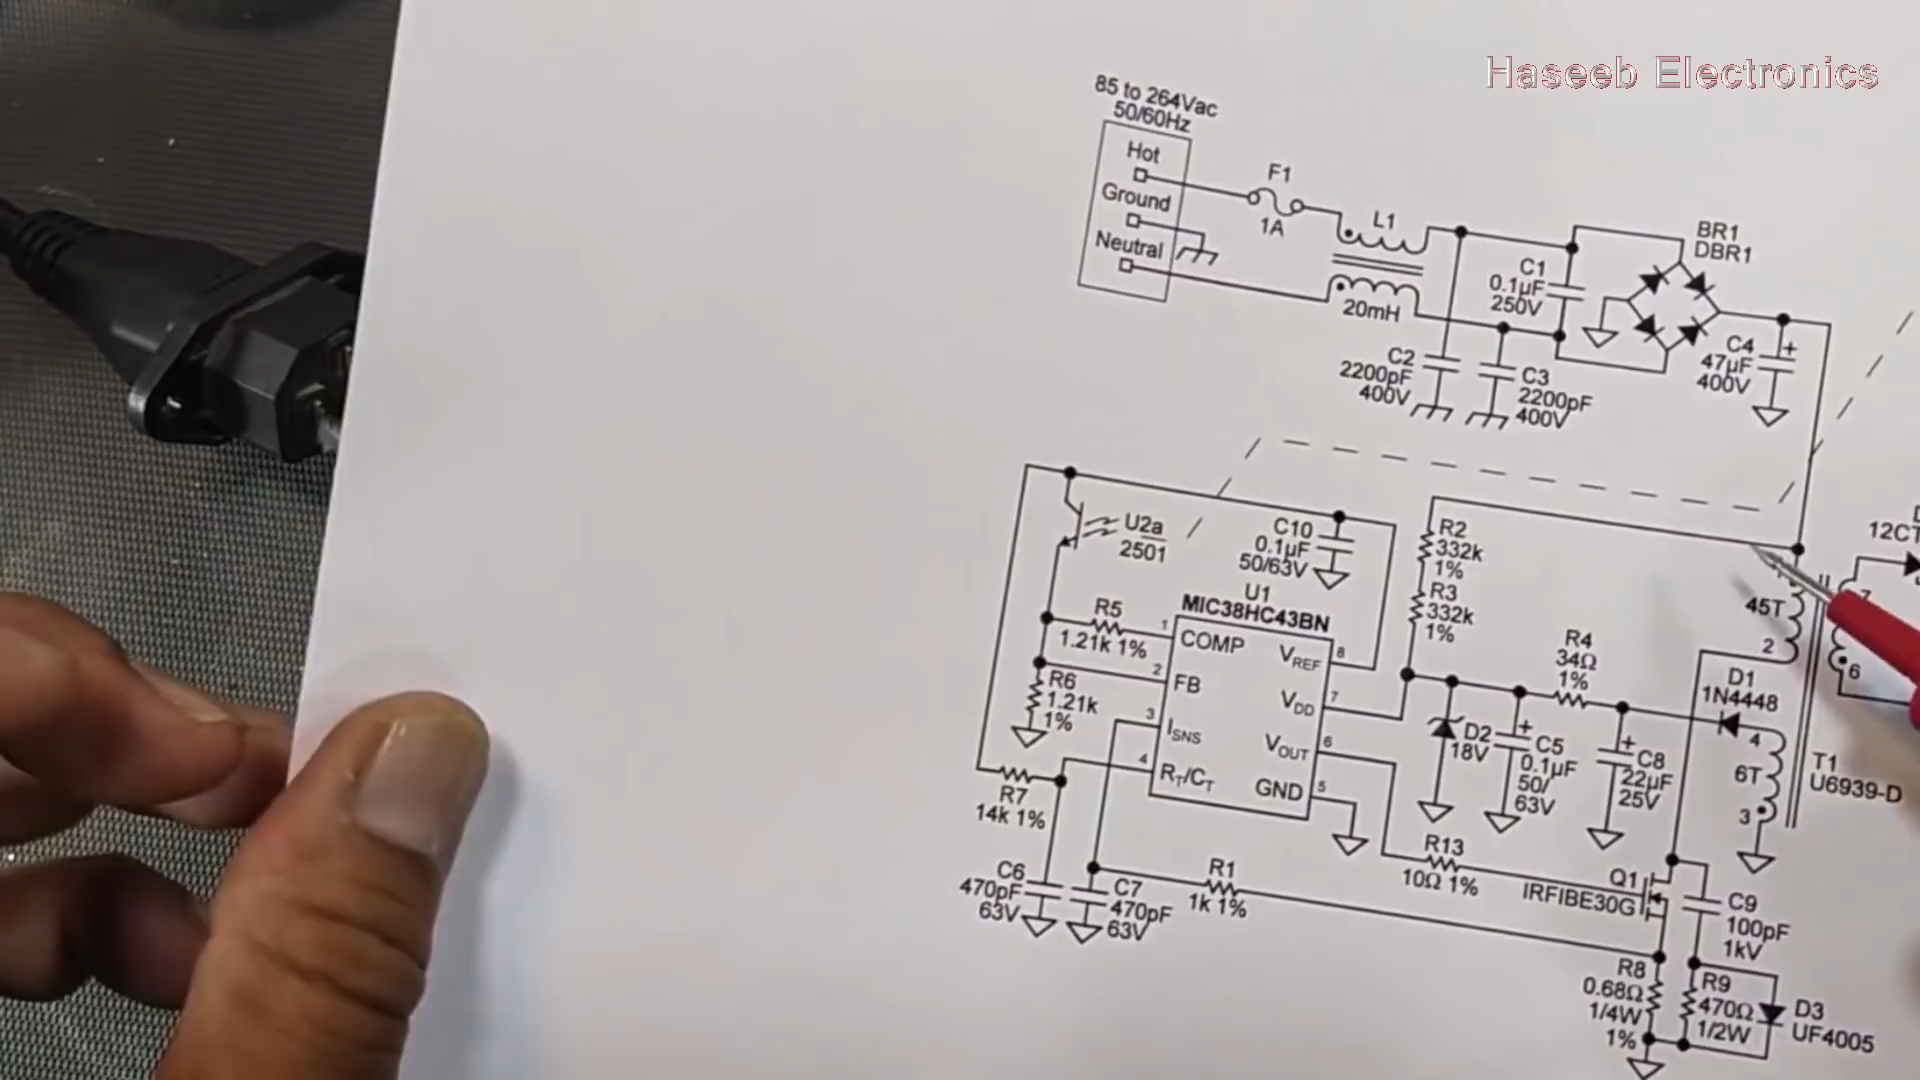 Haseeb Electronics
85 to 264Vac
50/60Hz
Hot
Ground
Neutral
F1
1A
L1
20mH
C1
0.1µF
250V
BR1
DBR1
C2
2200pF
400V
C3
2200pF
400V
C4
47µF
400V
+
U2a
2501
C10
0.1µF
50/63V
R2
332k
1%
R3
332k
1%
12CT
7
45T
2
6
U1
MIC38HC43BN
R5
1.21k 1%
1
COMP
VREF
8
2
FB
VDD
7
R6
1.21k
1%
3
ISNS
VOUT
6
4
RT/CT
GND
5
R4
34Ω
1%
D1
1N4448
4
6T
3
T1
U6939-D
D2
18V
+
C5
0.1µF
50/
63V
+
C8
22µF
25V
R7
14k 1%
C6
470pF
63V
C7
470pF
63V
R1
1k 1%
R13
10Ω 1%
Q1
IRFIBE30G
C9
100pF
1kV
R8
0.68Ω
1/4W
1%
R9
470Ω
1/2W
D3
UF4005